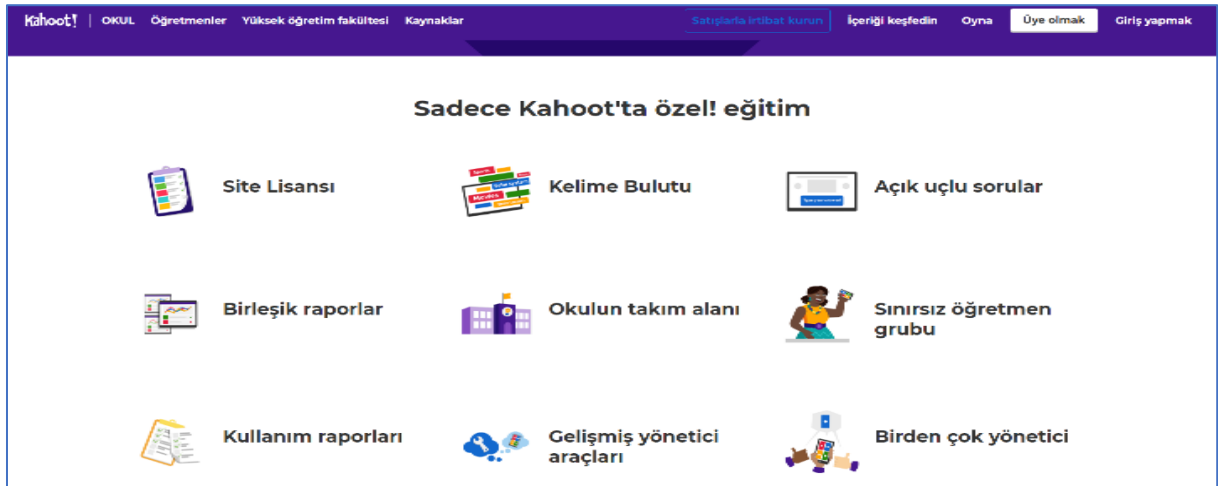 Kahoot! OKUL Öğretmenler Yüksek öğretim fakültesi Kaynaklar Satışlarla irtibat kurun İçeriği keşfedin Oyna Üye olmak Giriş yapmak
Sadece Kahoot'ta özel! eğitim
Site Lisansı
Kelime Bulutu
Açık uçlu sorular
Birleşik raporlar
Okulun takım alanı
Sınırsız öğretmen
grubu
Kullanım raporları
Gelişmiş yönetici
araçları
Birden çok yönetici